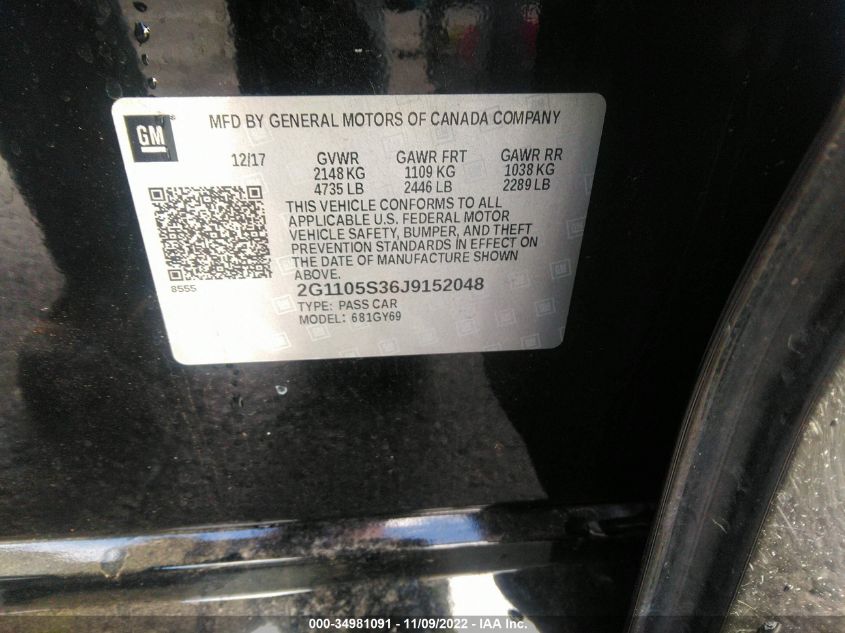 GM
MFD BY GENERAL MOTORS OF CANADA COMPANY
12/17 GVWR GAWR FRT GAWR RR
2148 KG 1109 KG 1038 KG
4735 LB 2446 LB 2289 LB
THIS VEHICLE CONFORMS TO ALL
APPLICABLE U.S. FEDERAL MOTOR
VEHICLE SAFETY, BUMPER, AND THEFT
PREVENTION STANDARDS IN EFFECT ON
THE DATE OF MANUFACTURE SHOWN
ABOVE.
8555
2G1105S36J9152048
TYPE: PASS CAR
MODEL: 681GY69
000-34981091 - 11/09/2022 - IAA Inc.